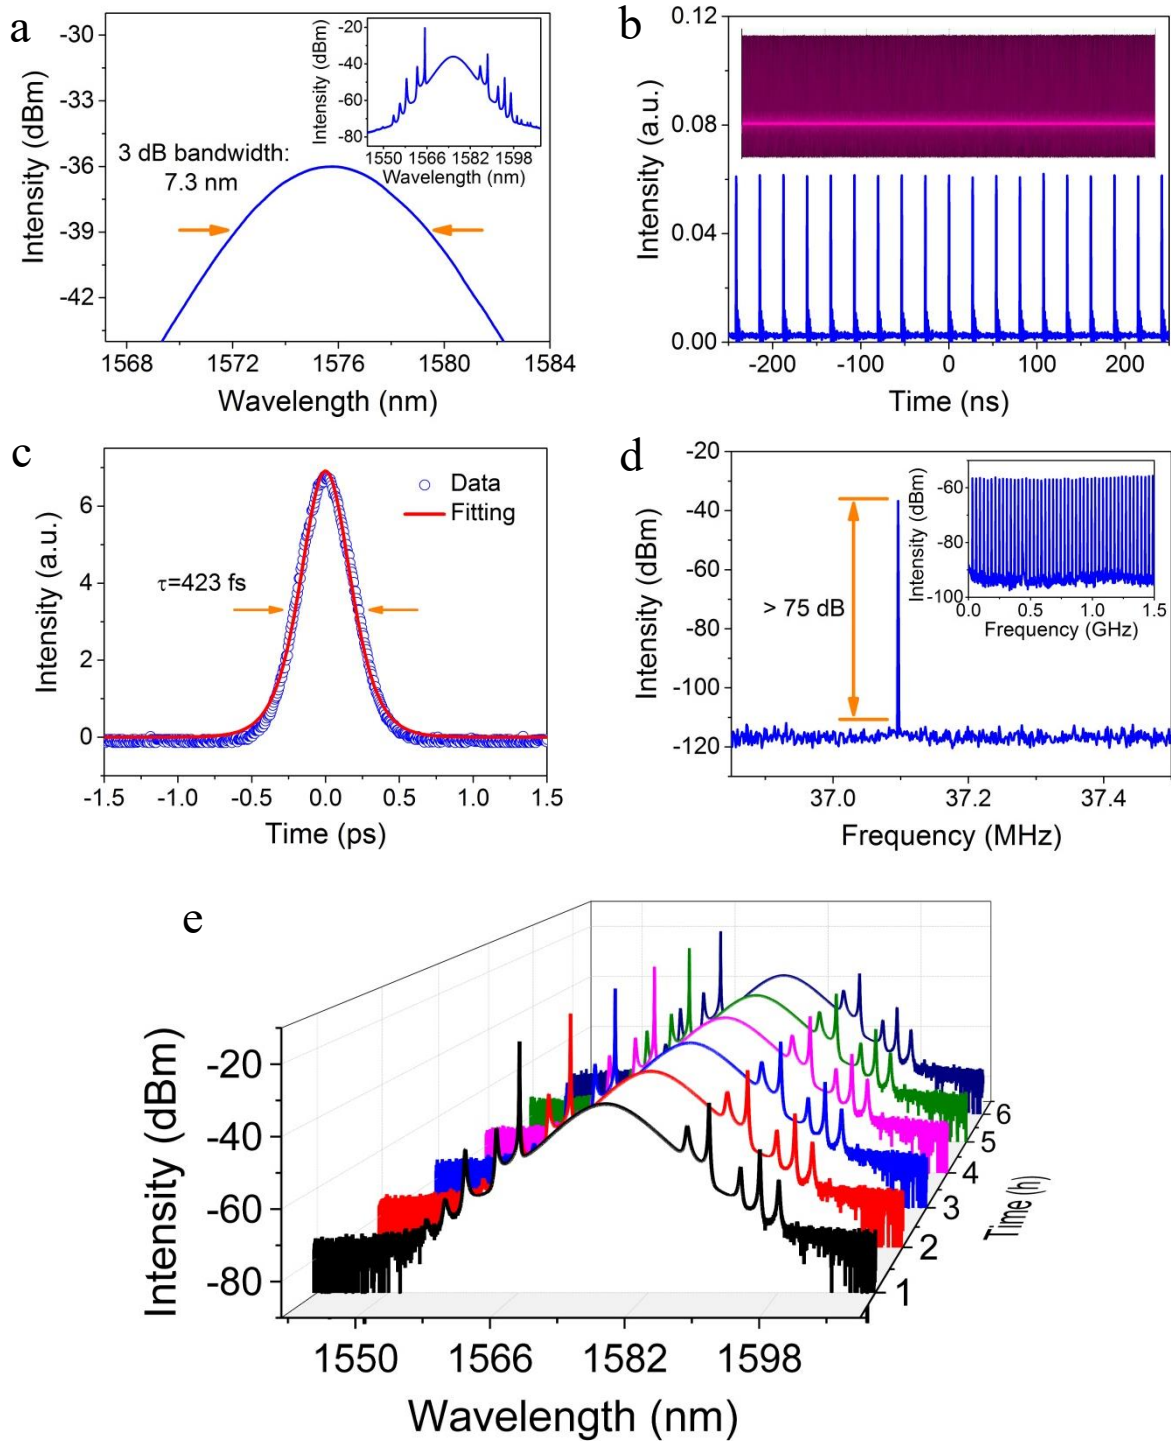 a
-30
-33
-36
-39
-42
Intensity (dBm)
3 dB bandwidth:
7.3 nm
1568 1572 1576 1580 1584
Wavelength (nm)
-20
-40
-60
-80
Intensity (dBm)
1550 1566 1582 1598
Wavelength (nm)
b
0.12
0.08
0.04
0.00
Intensity (a.u.)
-200 -100 0 100 200
Time (ns)
c
6
4
2
0
Intensity (a.u.)
Data
Fitting
τ=423 fs
-1.5 -1.0 -0.5 0.0 0.5 1.0 1.5
Time (ps)
d
-20
-40
-60
-80
-100
-120
Intensity (dBm)
> 75 dB
37.0 37.2 37.4
Frequency (MHz)
-60
-80
-100
Intensity (dBm)
0.0 0.5 1.0 1.5
Frequency (GHz)
e
-20
-40
-60
-80
Intensity (dBm)
1550 1566 1582 1598
Wavelength (nm)
1
2
3
4
5
6
Time (h)